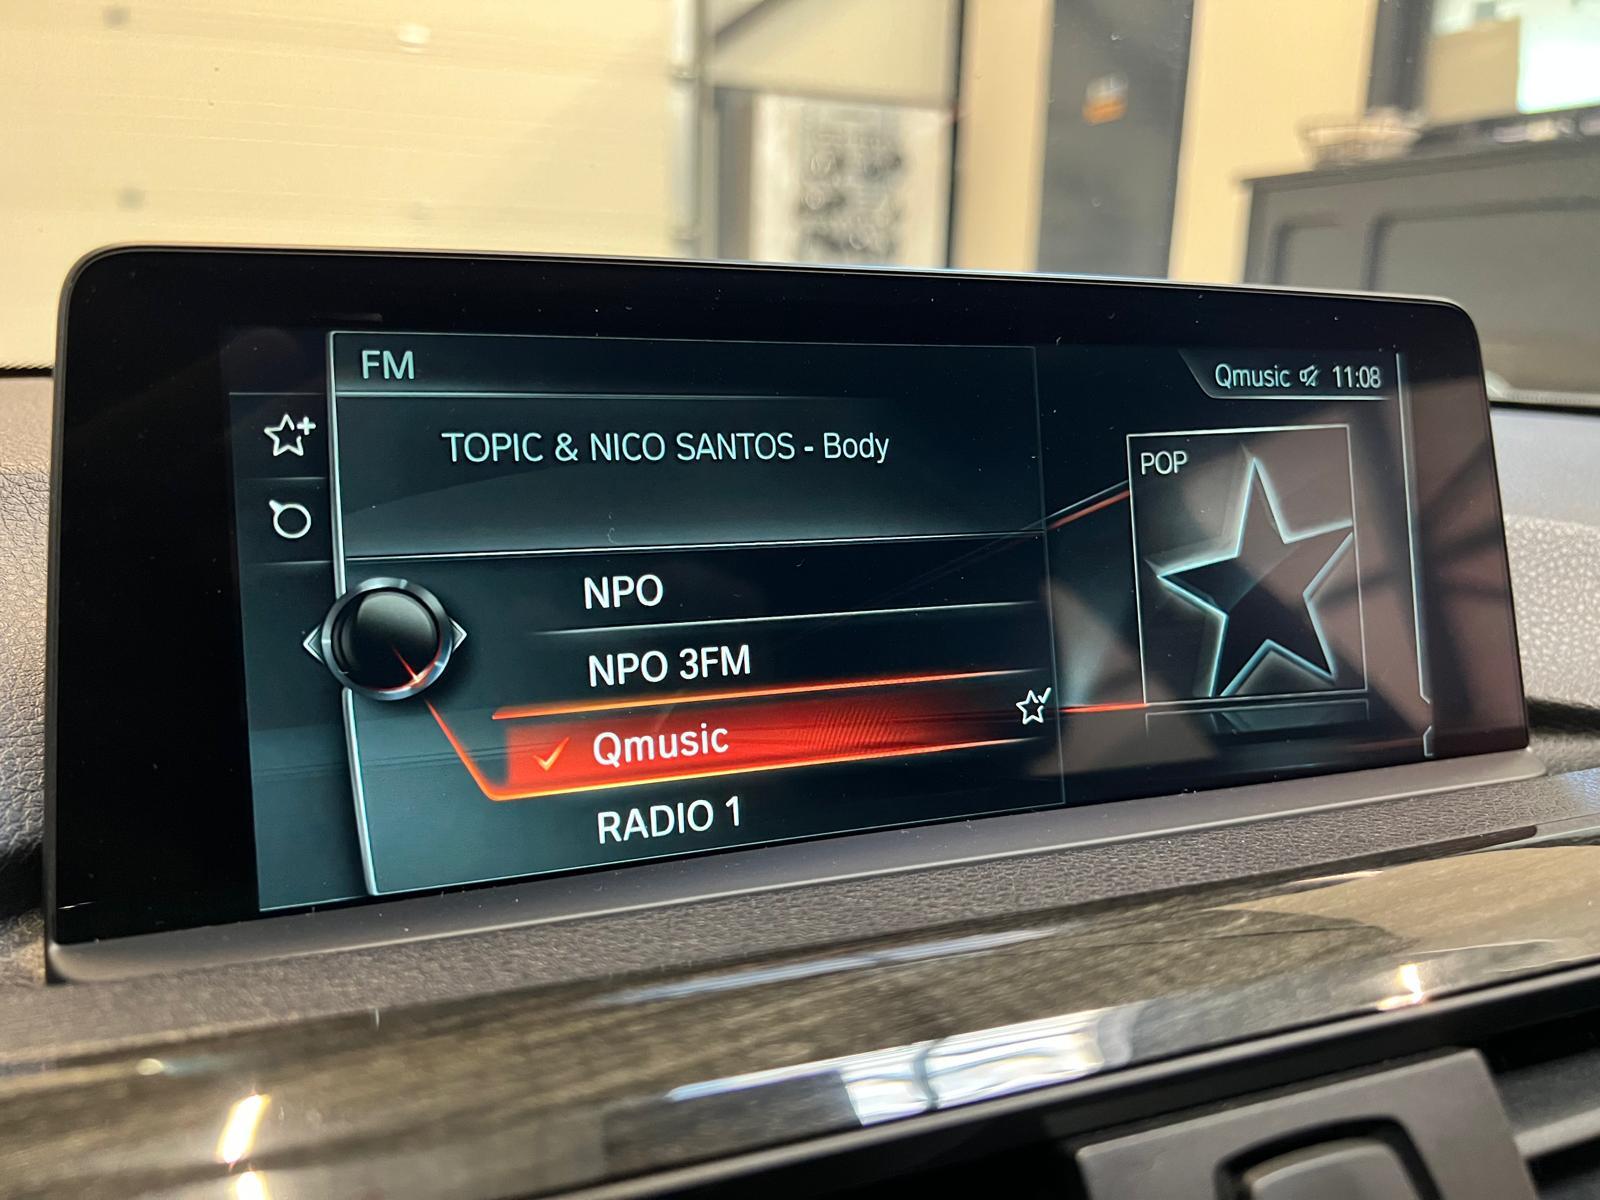 FM
Qmusic 11:08
TOPIC & NICO SANTOS - Body
POP
NPO
NPO 3FM
Qmusic
RADIO 1